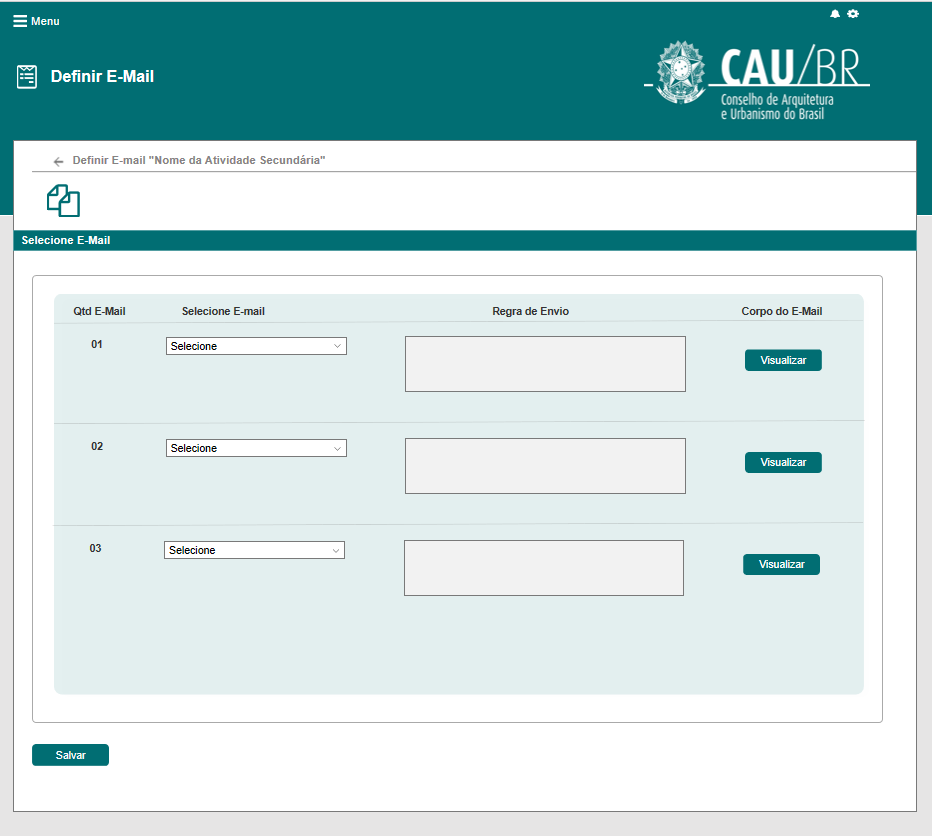 Menu
Definir E-Mail
CAU/BR
Conselho de Arquitetura
e Urbanismo do Brasil
Definir E-mail "Nome da Atividade Secundária"
Selecione E-Mail
Qtd E-Mail Selecione E-mail Regra de Envio Corpo do E-Mail
01 Selecione Visualizar
02 Selecione Visualizar
03 Selecione Visualizar
Salvar